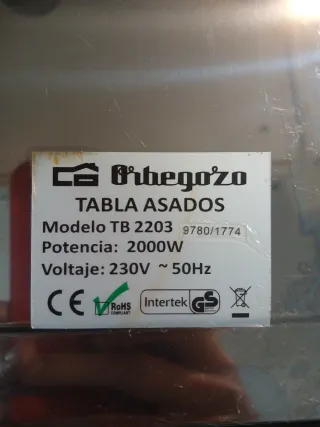 Orbegozo
TABLA ASADOS
Modelo TB 2203 9780/1774
Potencia: 2000W
Voltaje: 230V ~ 50Hz
CE RoHS COMPLIANT Intertek GS